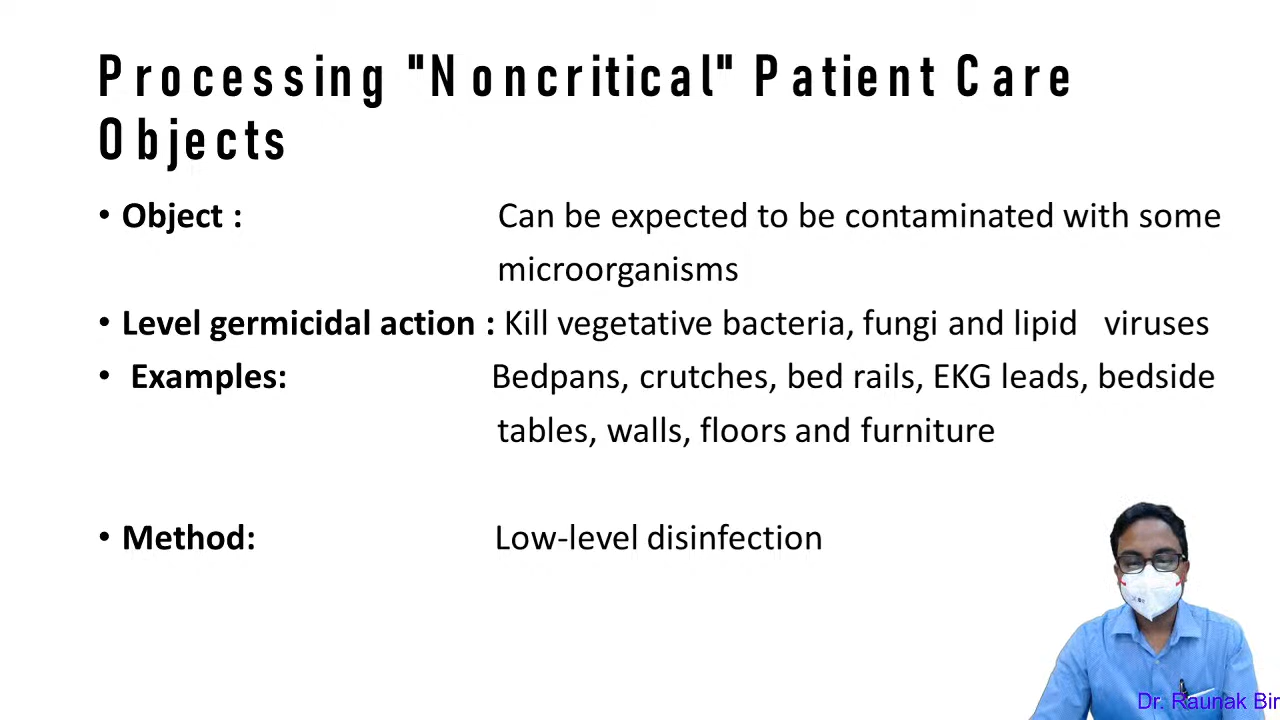 Processing "Noncritical" Patient Care
Objects
• Object : Can be expected to be contaminated with some
microorganisms
• Level germicidal action : Kill vegetative bacteria, fungi and lipid viruses
• Examples: Bedpans, crutches, bed rails, EKG leads, bedside
tables, walls, floors and furniture
• Method: Low-level disinfection
Dr. Raunak Bir